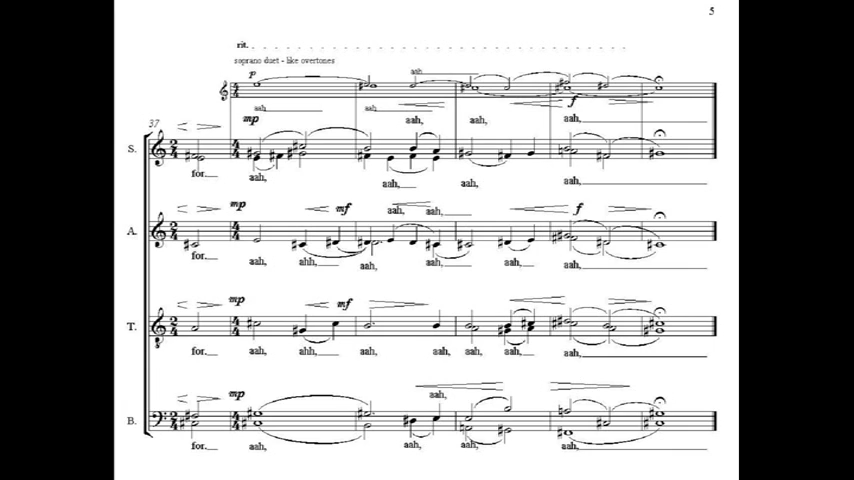 5
rit.
soprano duet - like overtones
p
aah
aah,
aah,
mp
aah,
aah,
f
aah,
37
S.
for.
aah,
aah,
aah,
aah,
mp
mf
aah,
aah,
f
A.
for.
aah,
ahh,
aah,
aah,
aah,
aah,
aah,
mp
mf
T.
for.
aah,
ahh,
aah,
aah,
aah,
aah,
aah,
mp
aah,
B.
for.
aah,
aah,
aah,
aah,